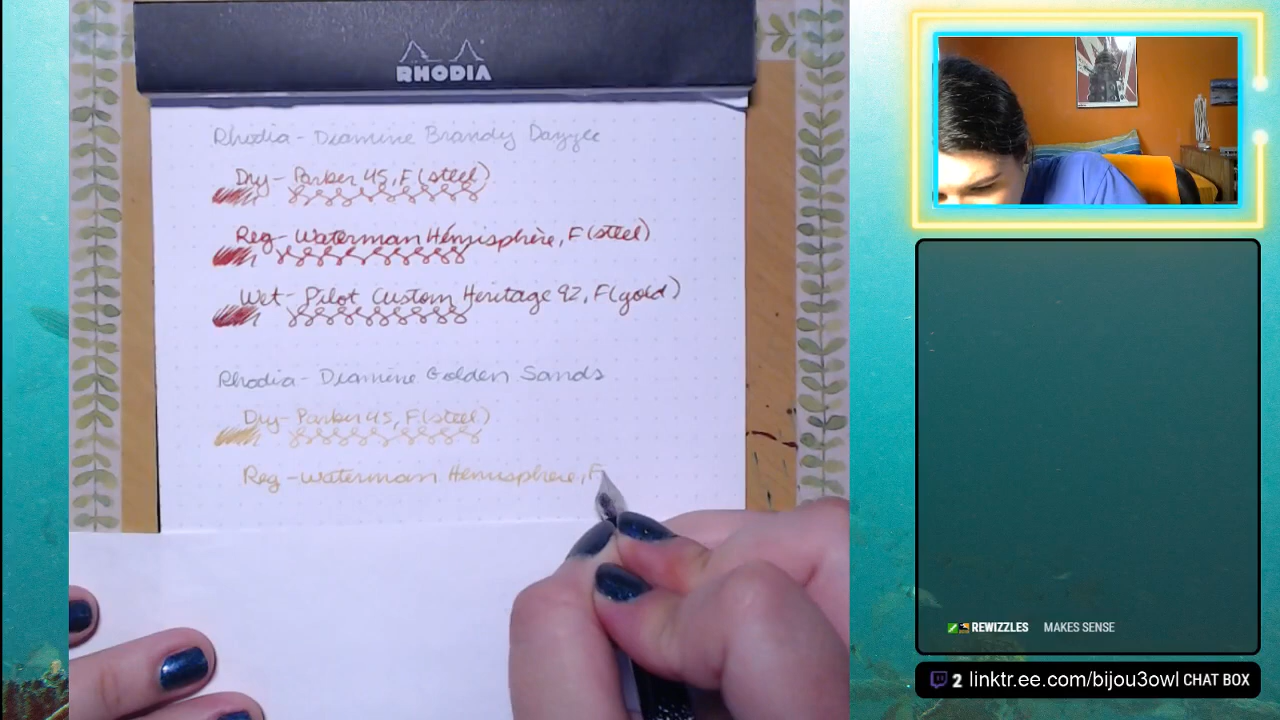 RHODIA
Rhodia - Diamine Brandy Dazzle
Dry - Parker 45, F (steel)
Reg - Waterman Hémisphère, F (steel)
Wet - Pilot Custom Heritage 92, F (gold)
Rhodia - Diamine Golden Sands
Dry - Parker 45, F (steel)
Reg - Waterman Hémisphère, F
REWIZZLES MAKES SENSE
2 linktr.ee.com/bijou3owl CHAT BOX